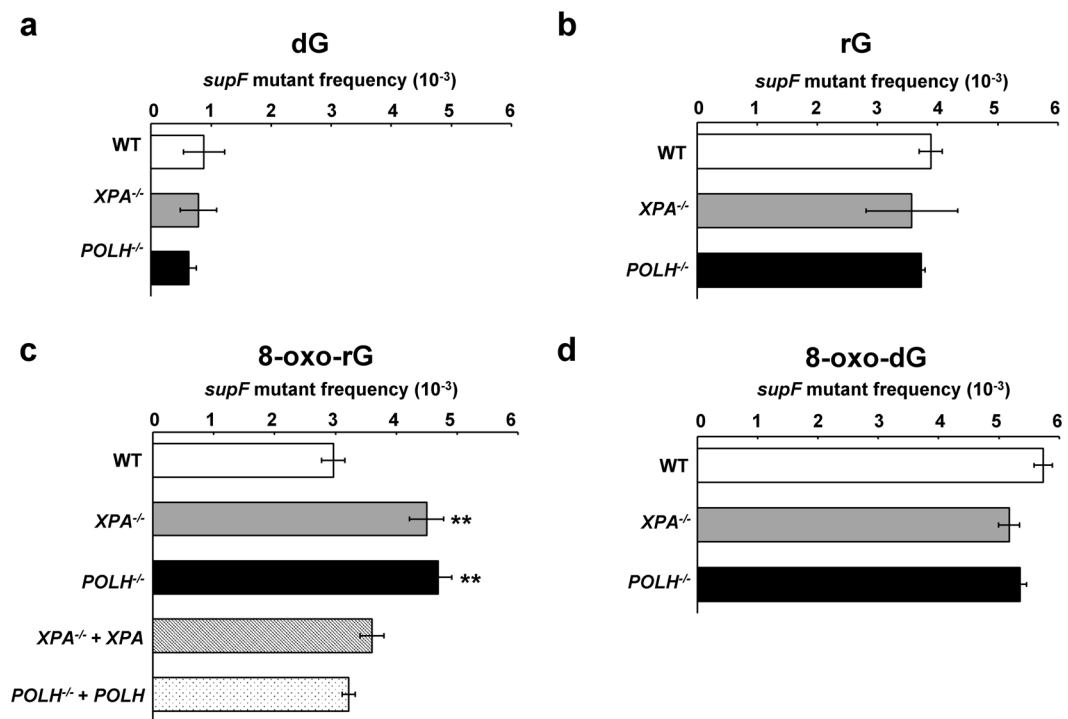 a
dG
supF mutant frequency (10⁻³)
0 1 2 3 4 5 6
WT
XPA⁻/⁻
POLH⁻/⁻
b
rG
supF mutant frequency (10⁻³)
0 1 2 3 4 5 6
WT
XPA⁻/⁻
POLH⁻/⁻
c
8-oxo-rG
supF mutant frequency (10⁻³)
0 1 2 3 4 5 6
WT
XPA⁻/⁻ **
POLH⁻/⁻ **
XPA⁻/⁻ + XPA
POLH⁻/⁻ + POLH
d
8-oxo-dG
supF mutant frequency (10⁻³)
0 1 2 3 4 5 6
WT
XPA⁻/⁻
POLH⁻/⁻